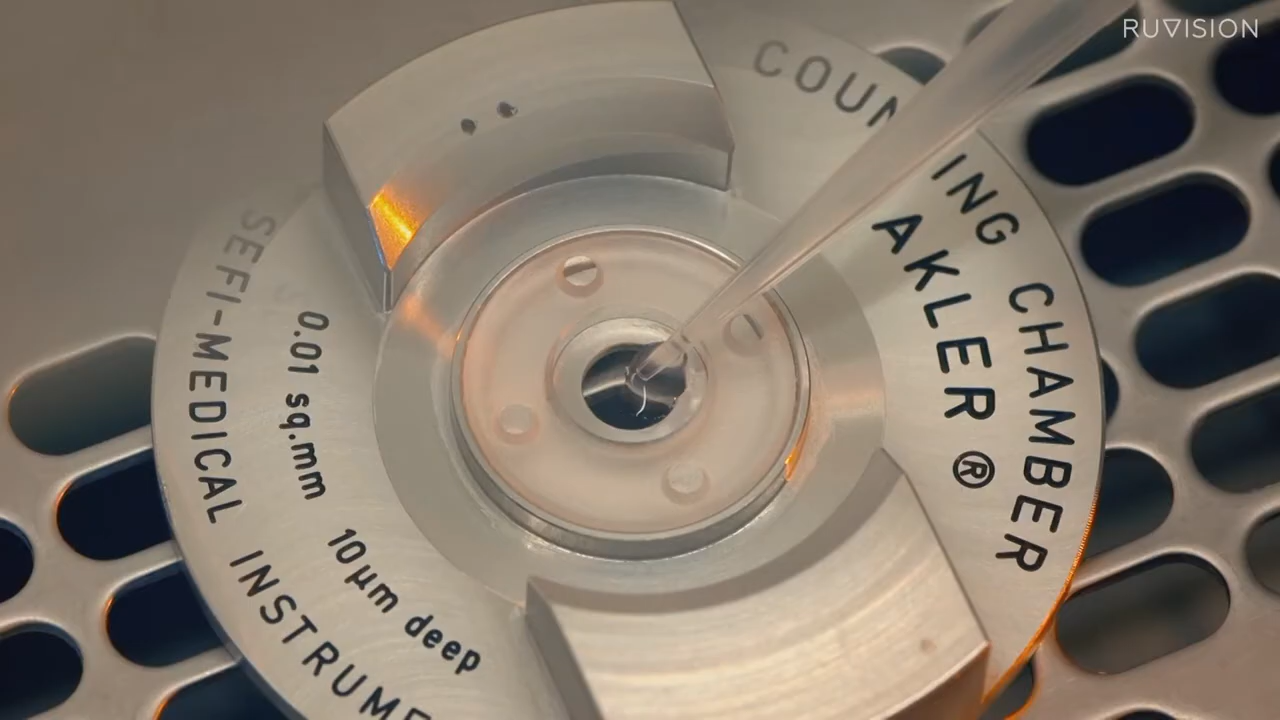 RUVISION
COUN ING CHAMBER
AKLER ®
SEFI-MEDICAL INSTRUME
0.01 sq.mm 10µm deep